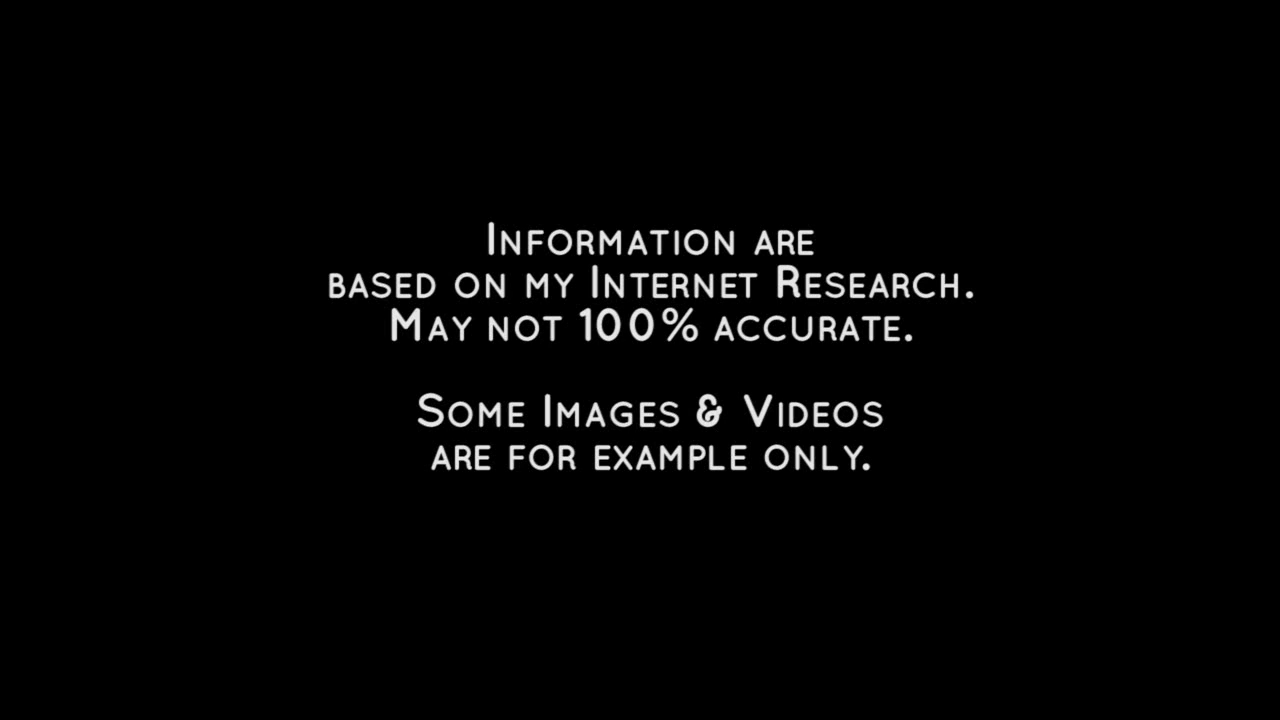 Information are
based on my Internet Research.
May not 100% accurate.
Some Images & Videos
are for example only.